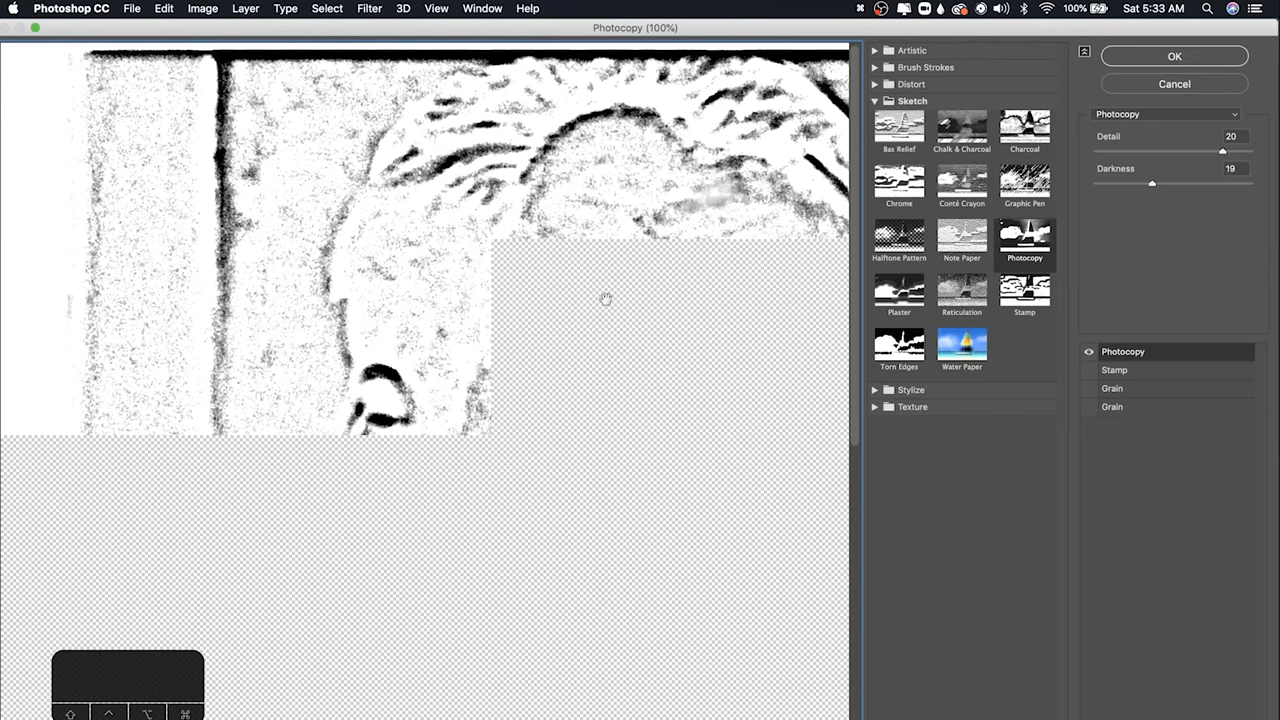 Photoshop CC File Edit Image Layer Type Select Filter 3D View Window Help 100% Sat 5:33 AM
Photocopy (100%)
Artistic
Brush Strokes
Distort
Sketch
Bas Relief Chalk & Charcoal Charcoal
Chrome Conté Crayon Graphic Pen
Halftone Pattern Note Paper Photocopy
Plaster Reticulation Stamp
Torn Edges Water Paper
Stylize
Texture
OK
Cancel
Photocopy
Detail 20
Darkness 19
Photocopy
Stamp
Grain
Grain